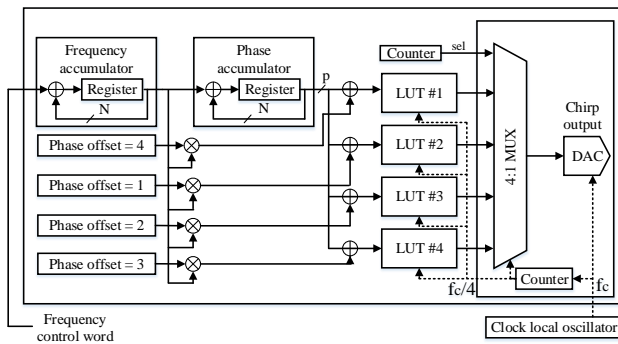 Frequency
accumulator
Register
N
Phase
accumulator
Register
N
p
Counter
sel
LUT #1
LUT #2
LUT #3
LUT #4
4:1 MUX
Chirp
output
DAC
Phase offset = 4
Phase offset = 1
Phase offset = 2
Phase offset = 3
Counter
fc/4
fc
Frequency
control word
Clock local oscillator